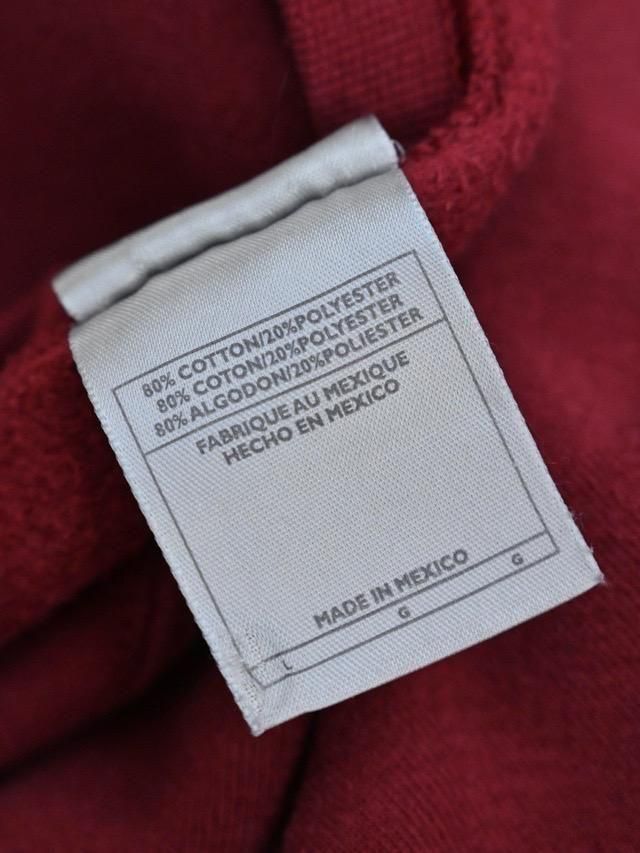 80% COTTON/20%POLYESTER
80% COTON/20%POLYESTER
80% ALGODON/20%POLIESTER
FABRIQUE AU MEXIQUE
HECHO EN MEXICO
MADE IN MEXICO
L G G